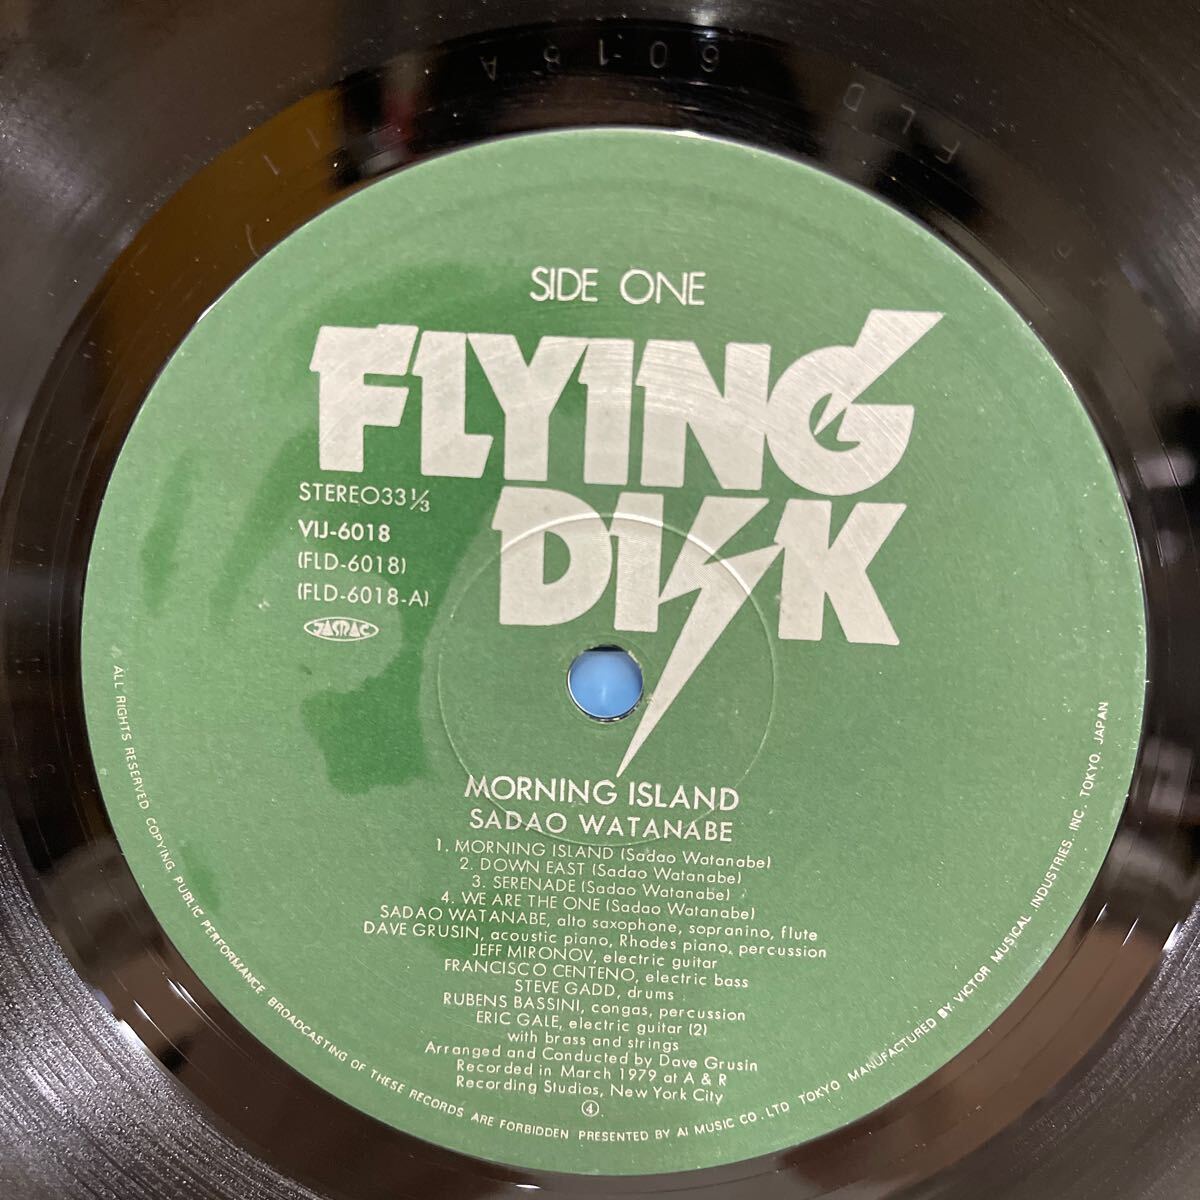 6018 A
FLD
SIDE ONE
FLYING
DISK
STEREO33 1/3
VIJ-6018
(FLD-6018)
(FLD-6018-A)
JASRAC
MORNING ISLAND
SADAO WATANABE
1. MORNING ISLAND (Sadao Watanabe)
2. DOWN EAST (Sadao Watanabe)
3. SERENADE (Sadao Watanabe)
4. WE ARE THE ONE (Sadao Watanabe)
SADAO WATANABE, alto saxophone, sopranino, flute
DAVE GRUSIN, acoustic piano, Rhodes piano, percussion
JEFF MIRONOV, electric guitar
FRANCISCO CENTENO, electric bass
STEVE GADD, drums
RUBENS BASSINI, congas, percussion
ERIC GALE, electric guitar (2)
with brass and strings
Arranged and Conducted by Dave Grusin
Recorded in March 1979 at A & R
Recording Studios, New York City
④
ALL RIGHTS RESERVED COPYING, PUBLIC PERFORMANCE BROADCASTING OF THESE RECORDS ARE FORBIDDEN PRESENTED BY AI MUSIC CO., LTD TOKYO MANUFACTURED BY VICTOR MUSICAL INDUSTRIES, INC. TOKYO, JAPAN